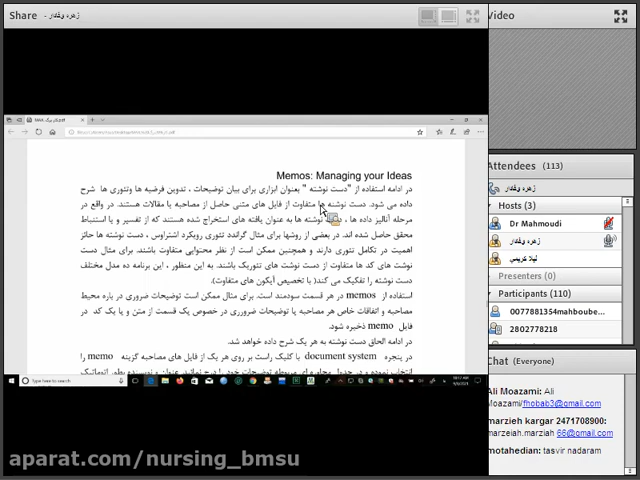 Share - زهره وفادار
Video
Memos: Managing your Ideas
در ادامه استفاده از "دست نوشته " بعنوان ابزاری برای بیان توضیحات ، تدوین فرضیه ها وتئوری ها شرح
داده می شود. دست نوشته ها متفاوت از فایل های متنی حاصل از مصاحبه یا مقالات هستند. در واقع در
مرحله آنالیز داده ها ، دست نوشته ها به عنوان یافته های استخراج شده هستند که از تفسیر و یا استنباط
محقق حاصل شده اند. در بعضی از روشها برای مثال گراندد تئوری رویکرد اشتراوس ، دست نوشته ها حائز
اهمیت در تکامل تئوری دارند و همچنین ممکن است از نظر محتوایی متفاوت باشند. برای مثال دست
نوشت های کد ها متفاوت از دست نوشت های تئوریک باشند. به این منظور ، این برنامه ده مدل مختلف
دست نوشته را تفکیک می کند( با تخصیص آیکون های متفاوت).
استفاده از memos در هر قسمت سودمند است. برای مثال ممکن است توضیحات ضروری در باره محیط
مصاحبه و اتفاقات خاص هر مصاحبه یا توضیحات ضروری در خصوص یک قسمت از متن و یا یک کد در
فایل memo ذخیره شود.
در ادامه الحاق دست نوشته به هر یک شرح داده خواهد شد.
در پنجره document system با کلیک راست بر روی هر یک از فایل های مصاحبه گزینه memo را
Type here to search
Attendees (113)
زهره وفادار
Hosts (3)
Dr Mahmoudi
زهره وفادار
لیلا کریمی
Presenters (0)
Participants (110)
0077881354mahboube...
2802778218
Chat (Everyone)
Ali Moazami: Ali
Moazami/fhobab3@gmail.com
marzieh kargar 2471708900:
marzeiah.marziah 66@gmail.com
motahedian: tasvir nadaram
aparat.com/nursing_bmsu